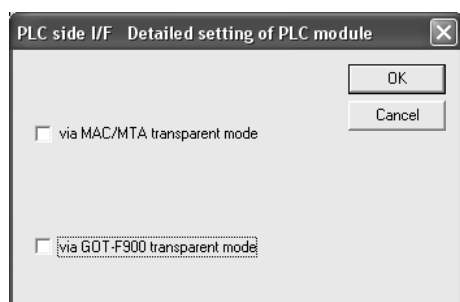 PLC side I/F Detailed setting of PLC module
OK
Cancel
via MAC/MTA transparent mode
via GOT-F900 transparent mode